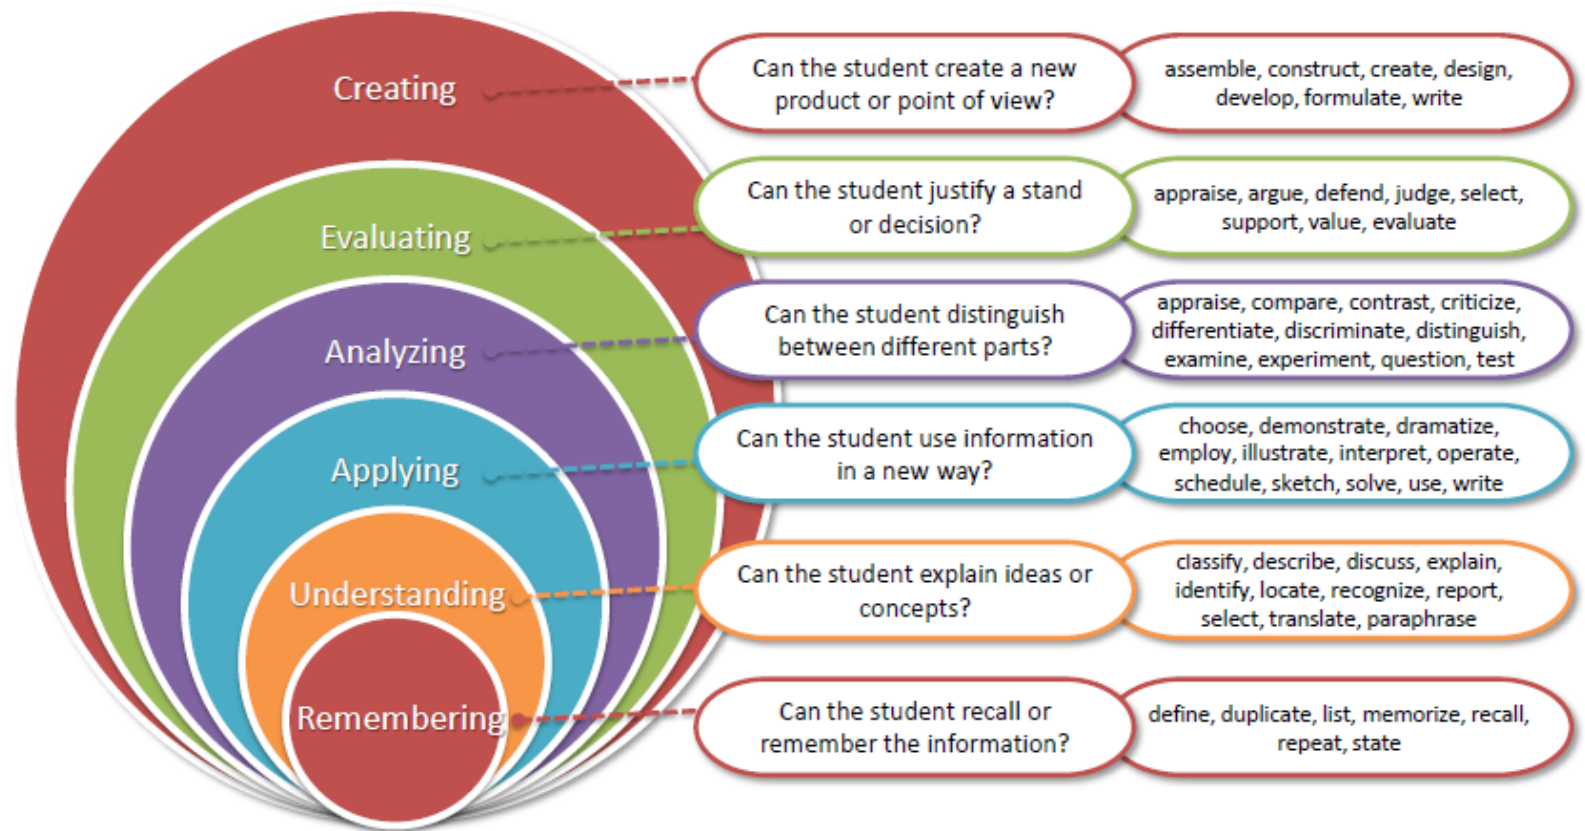 Creating
Can the student create a new
product or point of view?
assemble, construct, create, design,
develop, formulate, write
Evaluating
Can the student justify a stand
or decision?
appraise, argue, defend, judge, select,
support, value, evaluate
Analyzing
Can the student distinguish
between different parts?
appraise, compare, contrast, criticize,
differentiate, discriminate, distinguish,
examine, experiment, question, test
Applying
Can the student use information
in a new way?
choose, demonstrate, dramatize,
employ, illustrate, interpret, operate,
schedule, sketch, solve, use, write
Understanding
Can the student explain ideas or
concepts?
classify, describe, discuss, explain,
identify, locate, recognize, report,
select, translate, paraphrase
Remembering
Can the student recall or
remember the information?
define, duplicate, list, memorize, recall,
repeat, state